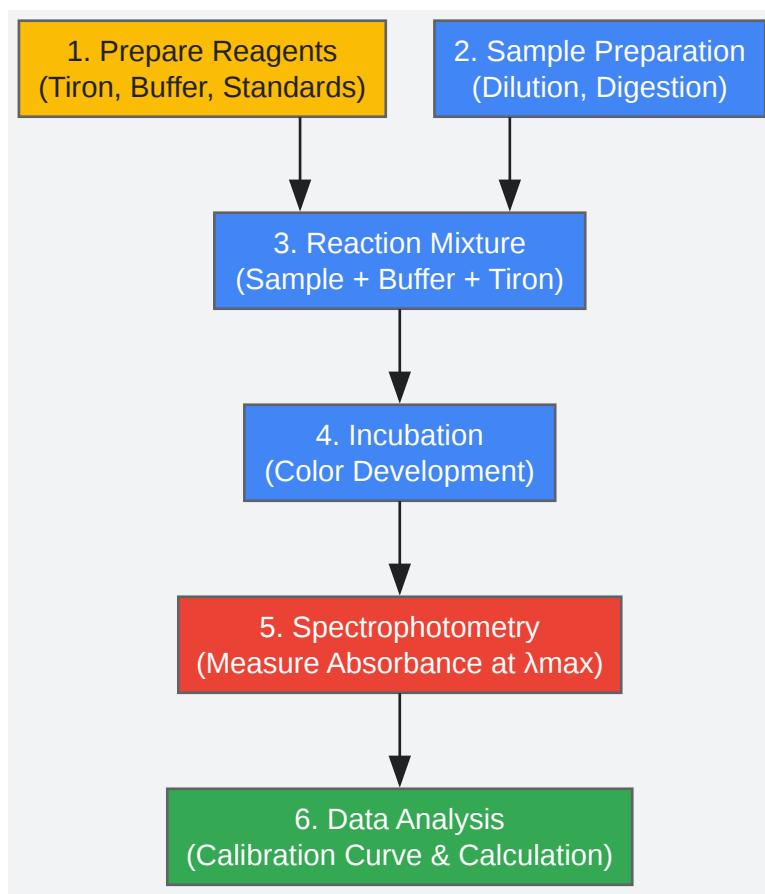 1. Prepare Reagents
(Tiron, Buffer, Standards)
2. Sample Preparation
(Dilution, Digestion)
3. Reaction Mixture
(Sample + Buffer + Tiron)
4. Incubation
(Color Development)
5. Spectrophotometry
(Measure Absorbance at λmax)
6. Data Analysis
(Calibration Curve & Calculation)